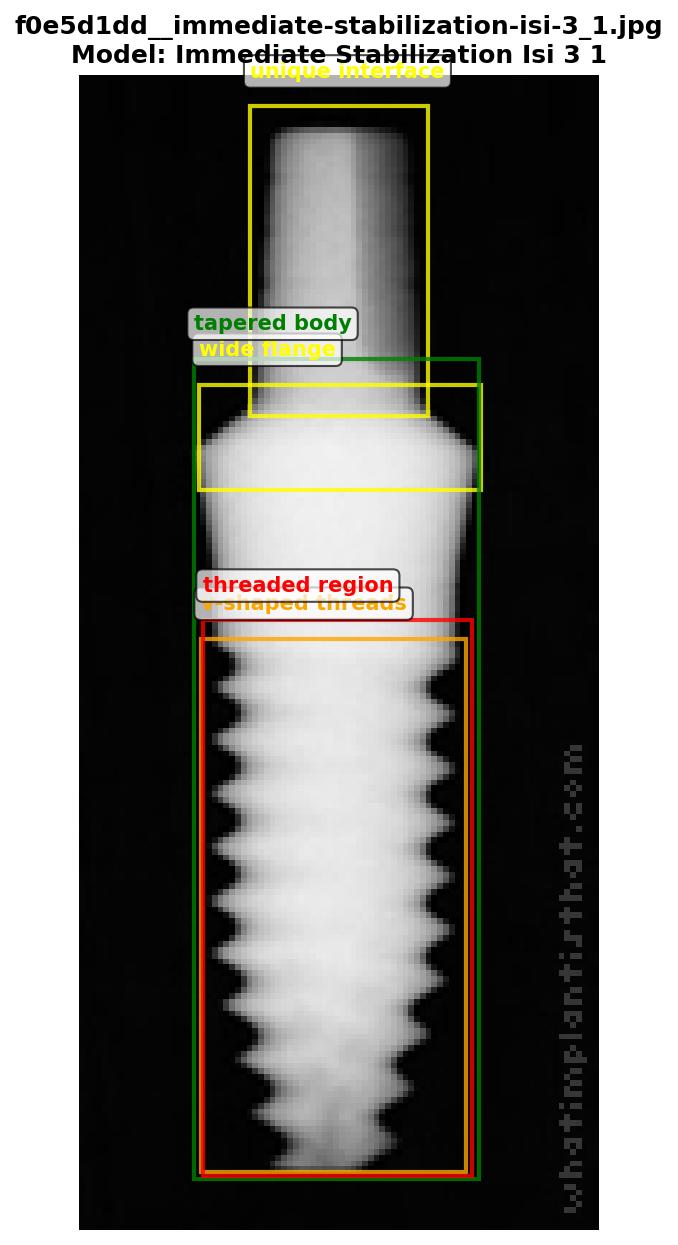 f0e5d1dd__immediate-stabilization-isi-3_1.jpg
Model: Immediate Stabilization Isi 3 1
unique interface
tapered body
wide flange
threaded region
v-shaped threads
whatimplantisthat.com